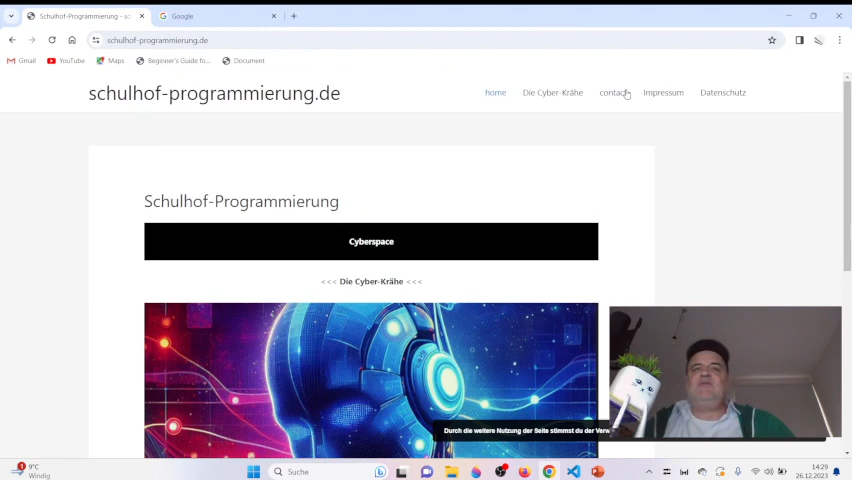 Schulhof-Programmierung - sc
Google
schulhof-programmierung.de
Gmail
YouTube
Maps
Beginner's Guide fo...
Document
schulhof-programmierung.de
home
Die Cyber-Krähe
contact
Impressum
Datenschutz
Schulhof-Programmierung
Cyberspace
<<< Die Cyber-Krähe <<<
Durch die weitere Nutzung der Seite stimmst du der Verw
1
9°C
Windig
Suche
14:29
26.12.2023